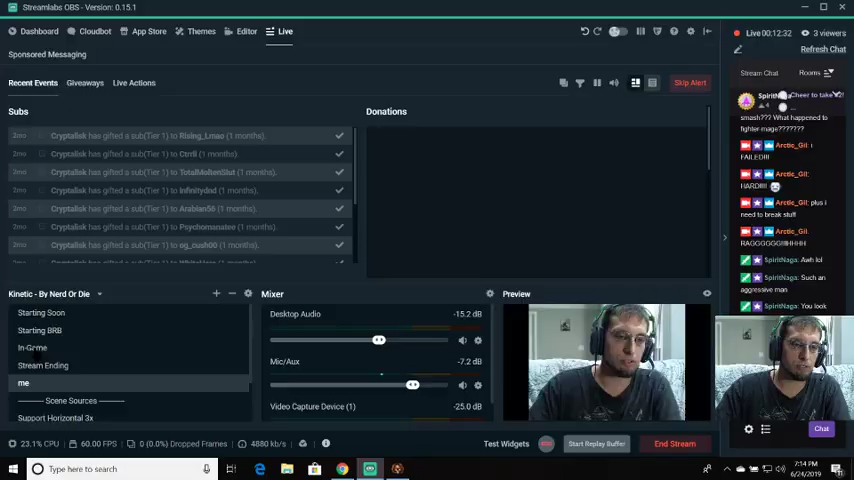 Streamlabs OBS - Version: 0.15.1
Dashboard Cloudbot App Store Themes Editor Live
Live 00:12:32 3 viewers
Sponsored Messaging
Refresh Chat
Recent Events Giveaways Live Actions
Skip Alert
Stream Chat Rooms
Subs
Donations
Cheer to take
smash??? What happened to
fighter-mage???????
Arctic_Gil: i
FAILED!!!
Arctic_Gil:
HARD!!!!
Arctic_Gil: plus i
need to break stuff
Arctic_Gil:
RAGGGGG!!!HHHH
SpiritNaga: Awh lol
SpiritNaga: Such an
aggressive man
SpiritNaga: You look
2mo Cryptalisk has gifted a sub(Tier 1) to Rising_Lmao (1 months).
2mo Cryptalisk has gifted a sub(Tier 1) to Ctrril (1 months).
2mo Cryptalisk has gifted a sub(Tier 1) to TotalMoltenSlut (1 months).
2mo Cryptalisk has gifted a sub(Tier 1) to infinitydnd (1 months).
2mo Cryptalisk has gifted a sub(Tier 1) to Arabian56 (1 months).
2mo Cryptalisk has gifted a sub(Tier 1) to Psychomanatee (1 months).
2mo Cryptalisk has gifted a sub(Tier 1) to og_cush00 (1 months).
Kinetic - By Nerd Or Die
Starting Soon
Starting BRB
In-Game
Stream Ending
me
Scene Sources
Support Horizontal 3x
Mixer
Desktop Audio -15.2 dB
Mic/Aux -7.2 dB
Video Capture Device (1) -25.0 dB
Preview
Chat
23.1% CPU 60.00 FPS 0 (0.0%) Dropped Frames 4880 kb/s
Test Widgets
Start Replay Buffer
End Stream
Type here to search
7:14 PM
6/24/2019